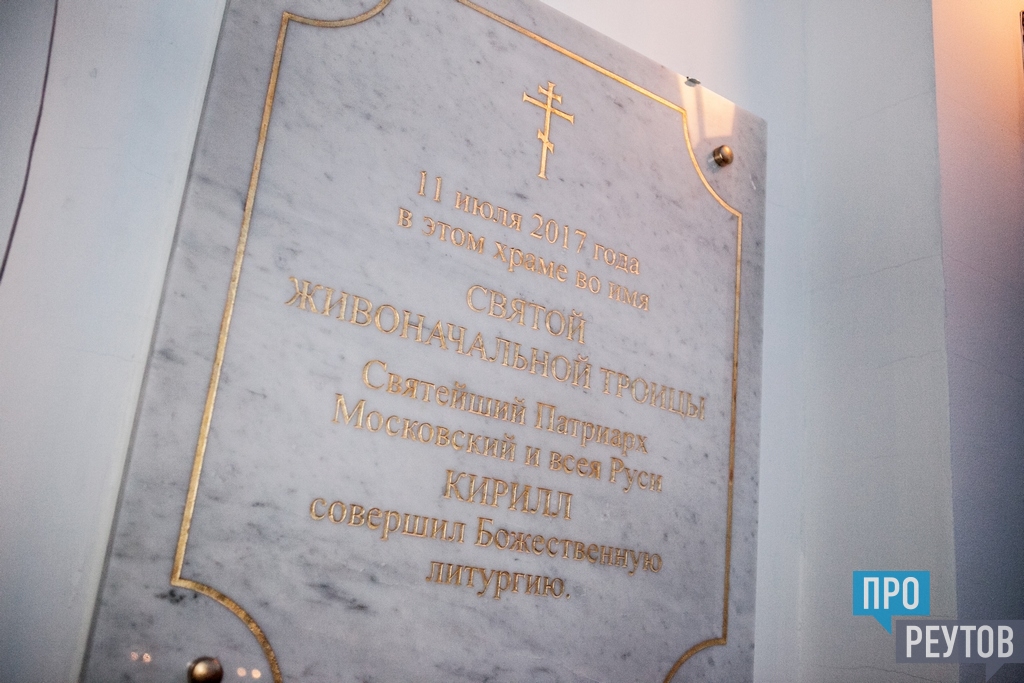 11 июля 2017 года
в этом храме во имя
СВЯТОЙ
ЖИВОНАЧАЛЬНОЙ ТРОИЦЫ
Святейший Патриарх
Московский и всея Руси
КИРИЛЛ
совершил Божественную
литургию.
ПРО
РЕУТОВ